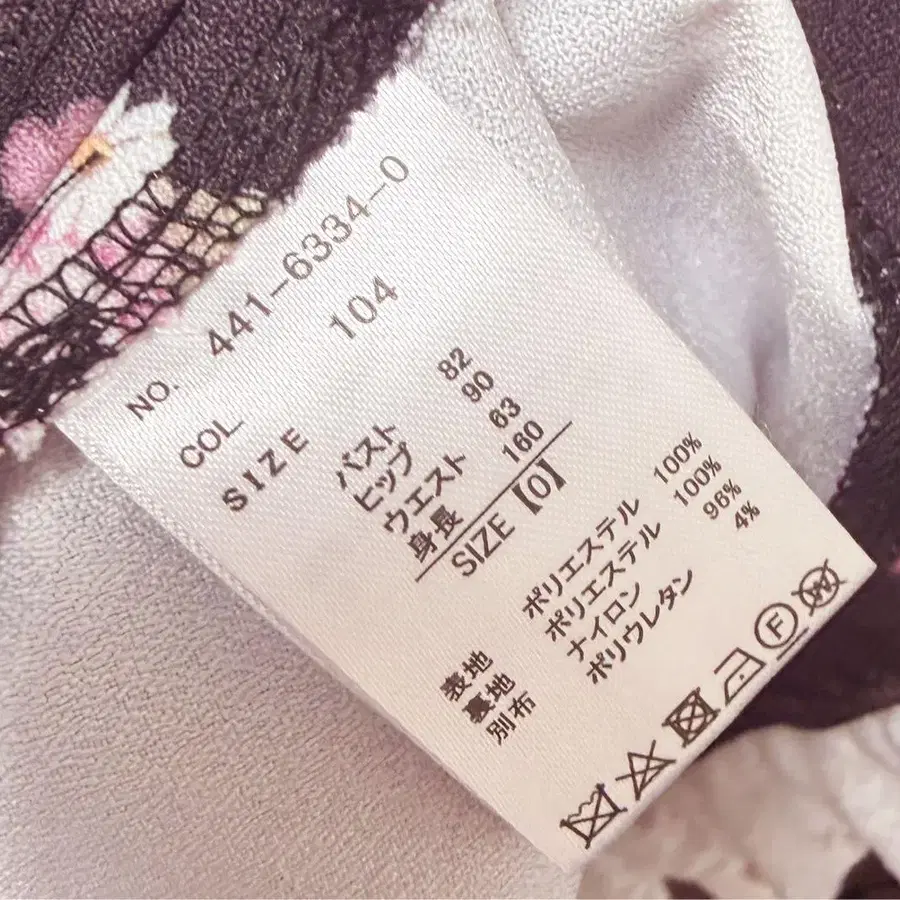 NO. 441-6334-0
COL 104
SIZE
バスト 82
ヒップ 90
ウエスト 63
身長 160
SIZE【0】
表地 ポリエステル 100%
裏地 ポリエステル 100%
別布 ナイロン 96%
ポリウレタン 4%
F W